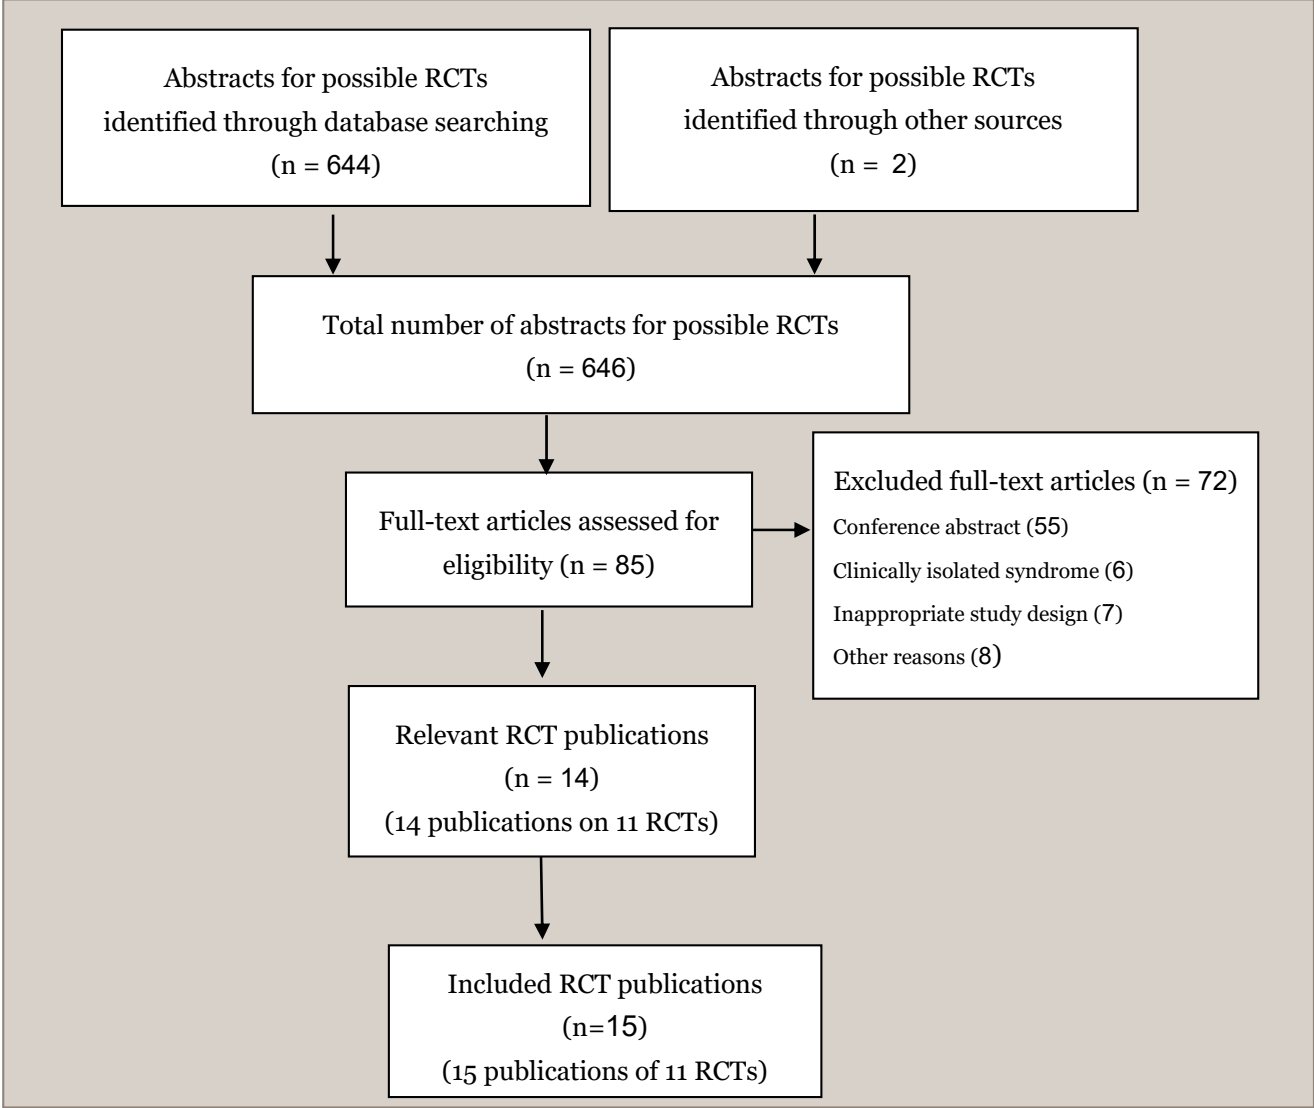 Abstracts for possible RCTs
identified through database searching
(n = 644)
Abstracts for possible RCTs
identified through other sources
(n =  2)
Total number of abstracts for possible RCTs
(n = 646)
Full-text articles assessed for
eligibility (n = 85)
Excluded full-text articles (n = 72)
Conference abstract (55)
Clinically isolated syndrome (6)
Inappropriate study design (7)
Other reasons (8)
Relevant RCT publications
(n = 14)
(14 publications on 11 RCTs)
Included RCT publications
(n=15)
(15 publications of 11 RCTs)